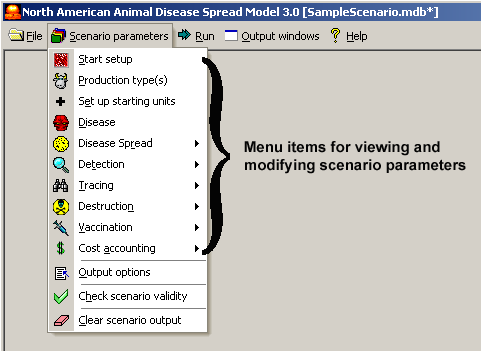 North American Animal Disease Spread Model 3.0 [SampleScenario.mdb*]
File Scenario parameters Run Output windows ? Help
Start setup
Production type(s)
Set up starting units
Disease
Disease Spread
Detection
Tracing
Destruction
Vaccination
$ Cost accounting
Output options
Check scenario validity
Clear scenario output
Menu items for viewing and
modifying scenario parameters